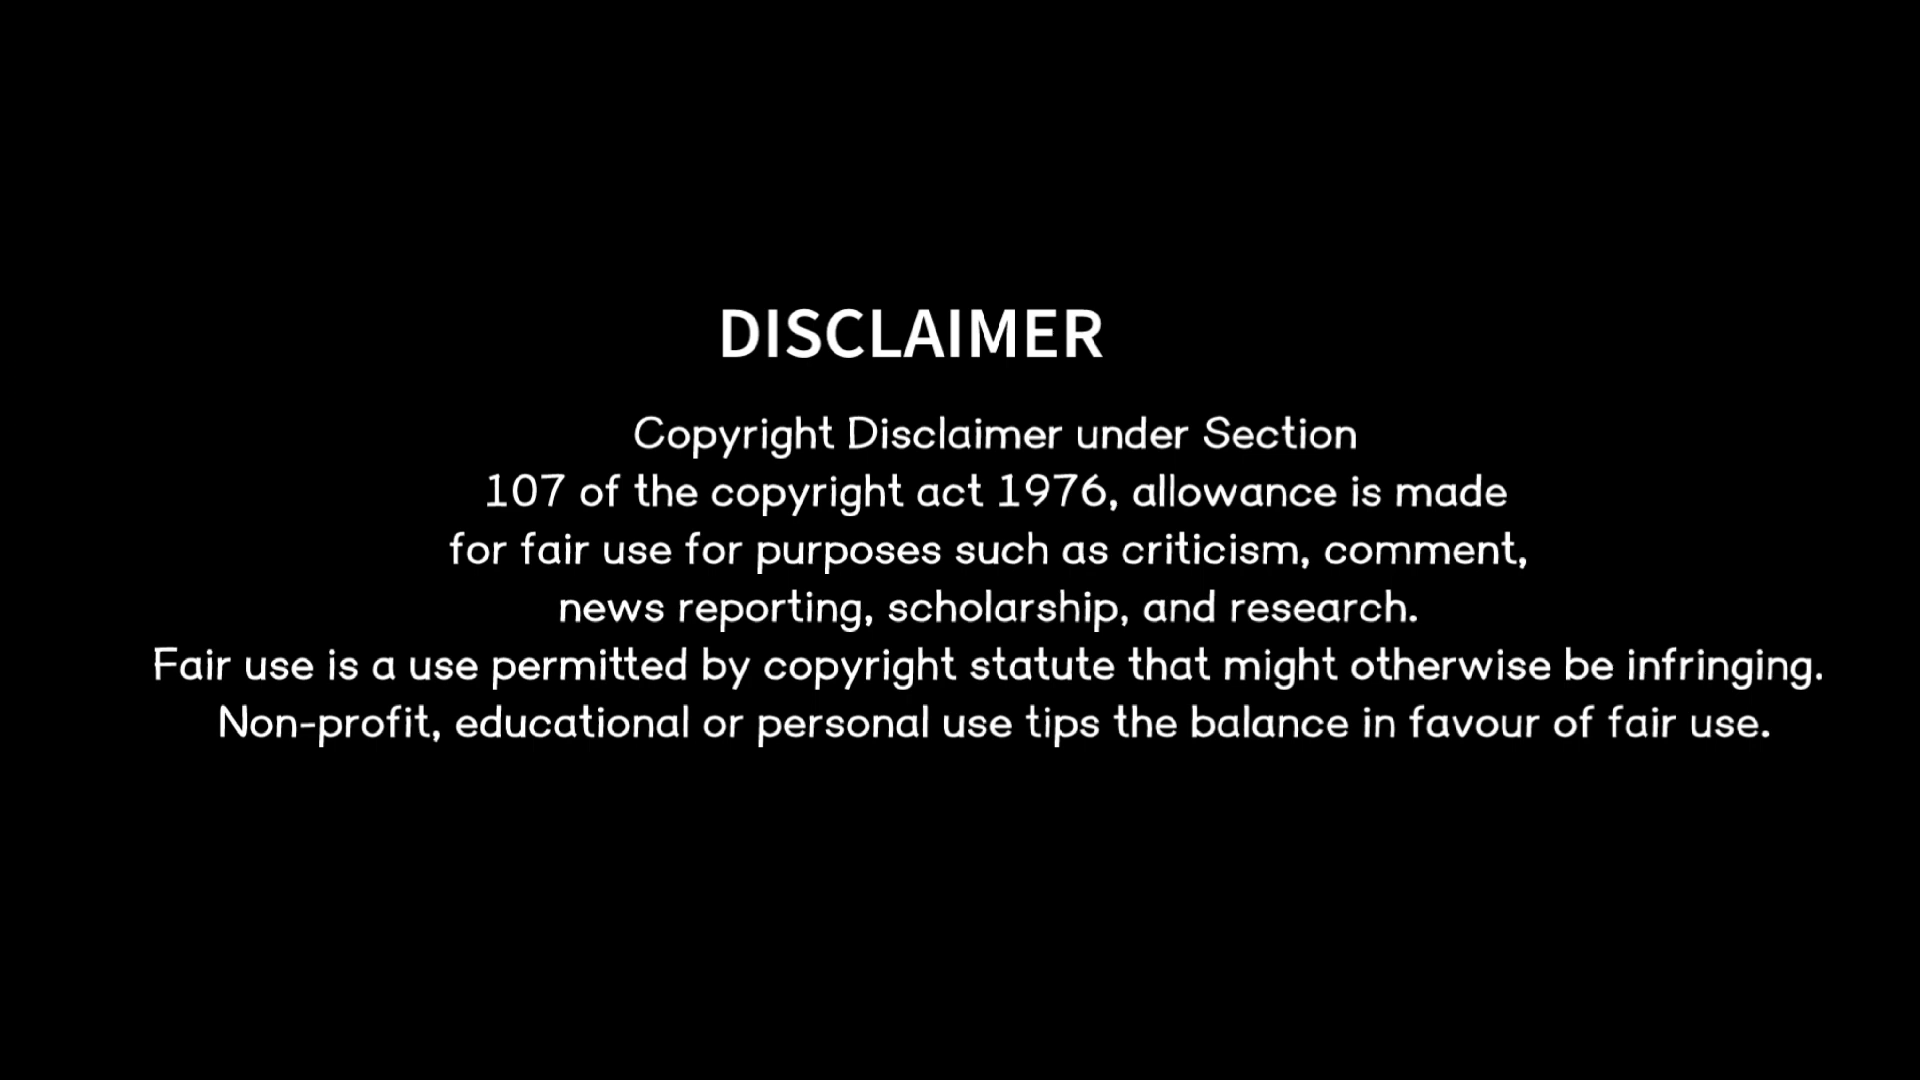 DISCLAIMER
Copyright Disclaimer under Section
107 of the copyright act 1976, allowance is made
for fair use for purposes such as criticism, comment,
news reporting, scholarship, and research.
Fair use is a use permitted by copyright statute that might otherwise be infringing.
Non-profit, educational or personal use tips the balance in favour of fair use.